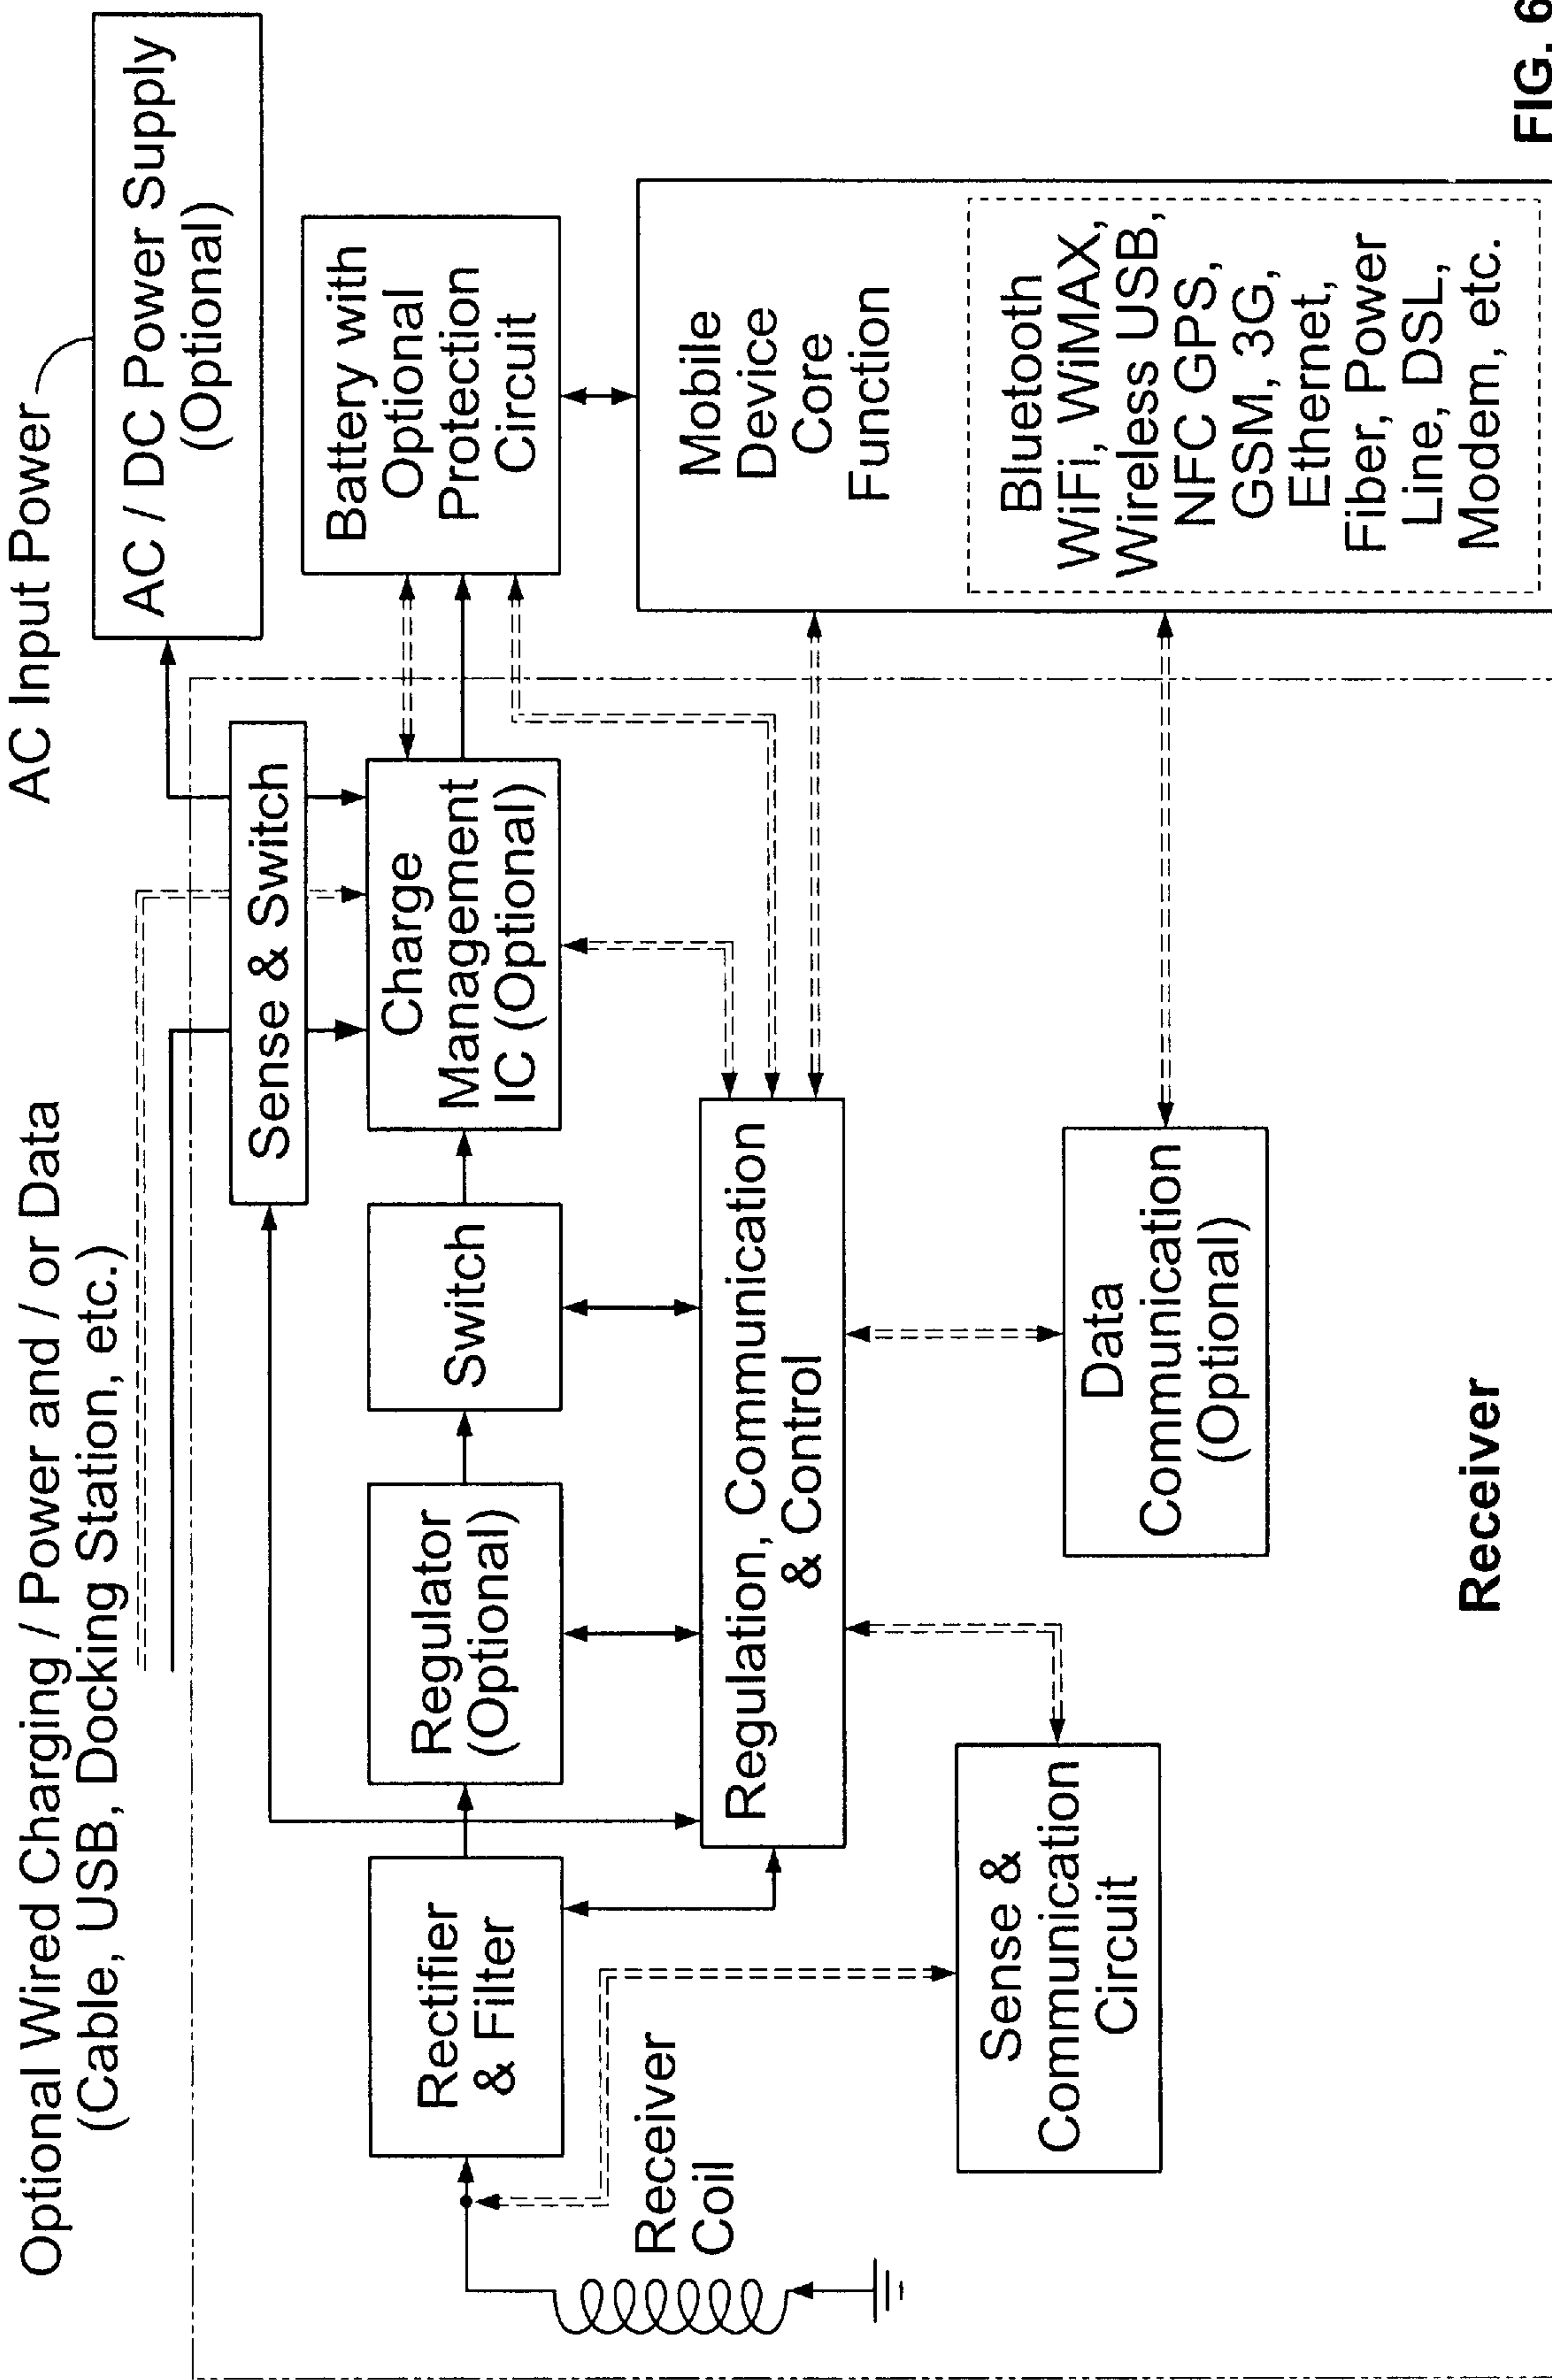 Optional Wired Charging / Power and / or Data
(Cable, USB, Docking Station, etc.)
AC Input Power
AC / DC Power Supply
(Optional)
Sense & Switch
Rectifier
& Filter
Regulator
(Optional)
Switch
Charge
Management
IC (Optional)
Battery with
Optional
Protection
Circuit
Receiver
Coil
Regulation, Communication
& Control
Mobile
Device
Core
Function
Sense &
Communication
Circuit
Data
Communication
(Optional)
Bluetooth
WiFi, WiMAX,
Wireless USB,
NFC GPS,
GSM, 3G,
Ethernet,
Fiber, Power
Line, DSL,
Modem, etc.
Receiver
FIG. 6